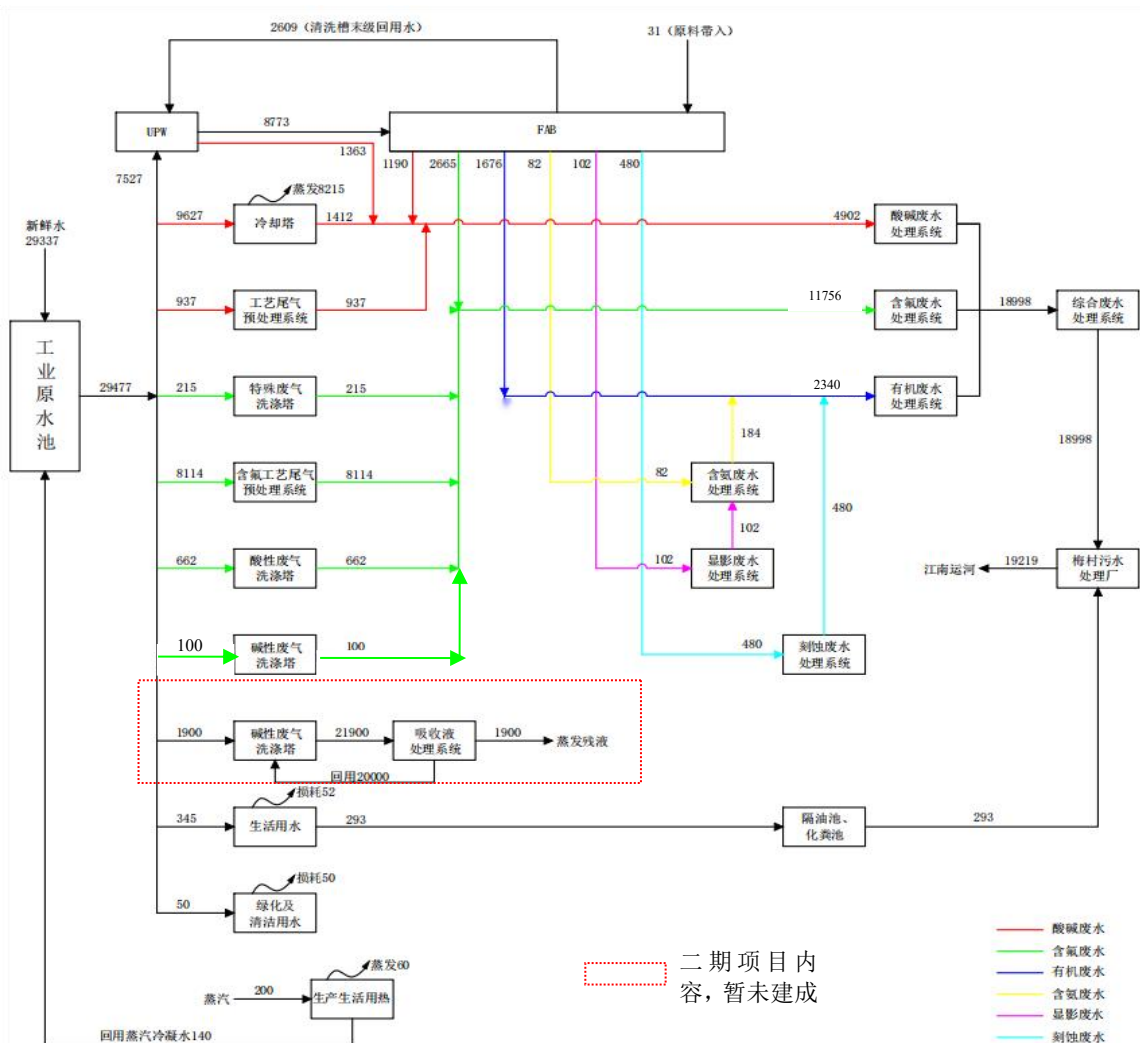 2609（清洗槽末级回用水）
31（原料带入）
UPW
8773
FAB
1363
1190
2665
1676
82
102
480
7527
蒸发8215
9627
冷却塔
1412
4902
酸碱废水
处理系统
新鲜水
29337
937
工艺尾气
预处理系统
937
11756
含氟废水
处理系统
18998
综合废水
处理系统
工业原水池
29477
215
特殊废气
洗涤塔
215
2340
有机废水
处理系统
184
18998
8114
含氟工艺尾气
预处理系统
8114
82
含氨废水
处理系统
480
102
662
酸性废气
洗涤塔
662
102
显影废水
处理系统
江南运河
19219
梅村污水
处理厂
100
碱性废气
洗涤塔
100
480
刻蚀废水
处理系统
1900
碱性废气
洗涤塔
21900
吸收液
处理系统
1900
蒸发残液
回用20000
损耗52
345
生活用水
293
隔油池、
化粪池
293
损耗50
50
绿化及
清洁用水
二期项目内
容，暂未建成
酸碱废水
含氟废水
有机废水
含氨废水
显影废水
刻蚀废水
蒸发60
蒸汽
200
生产生活用热
回用蒸汽冷凝水140